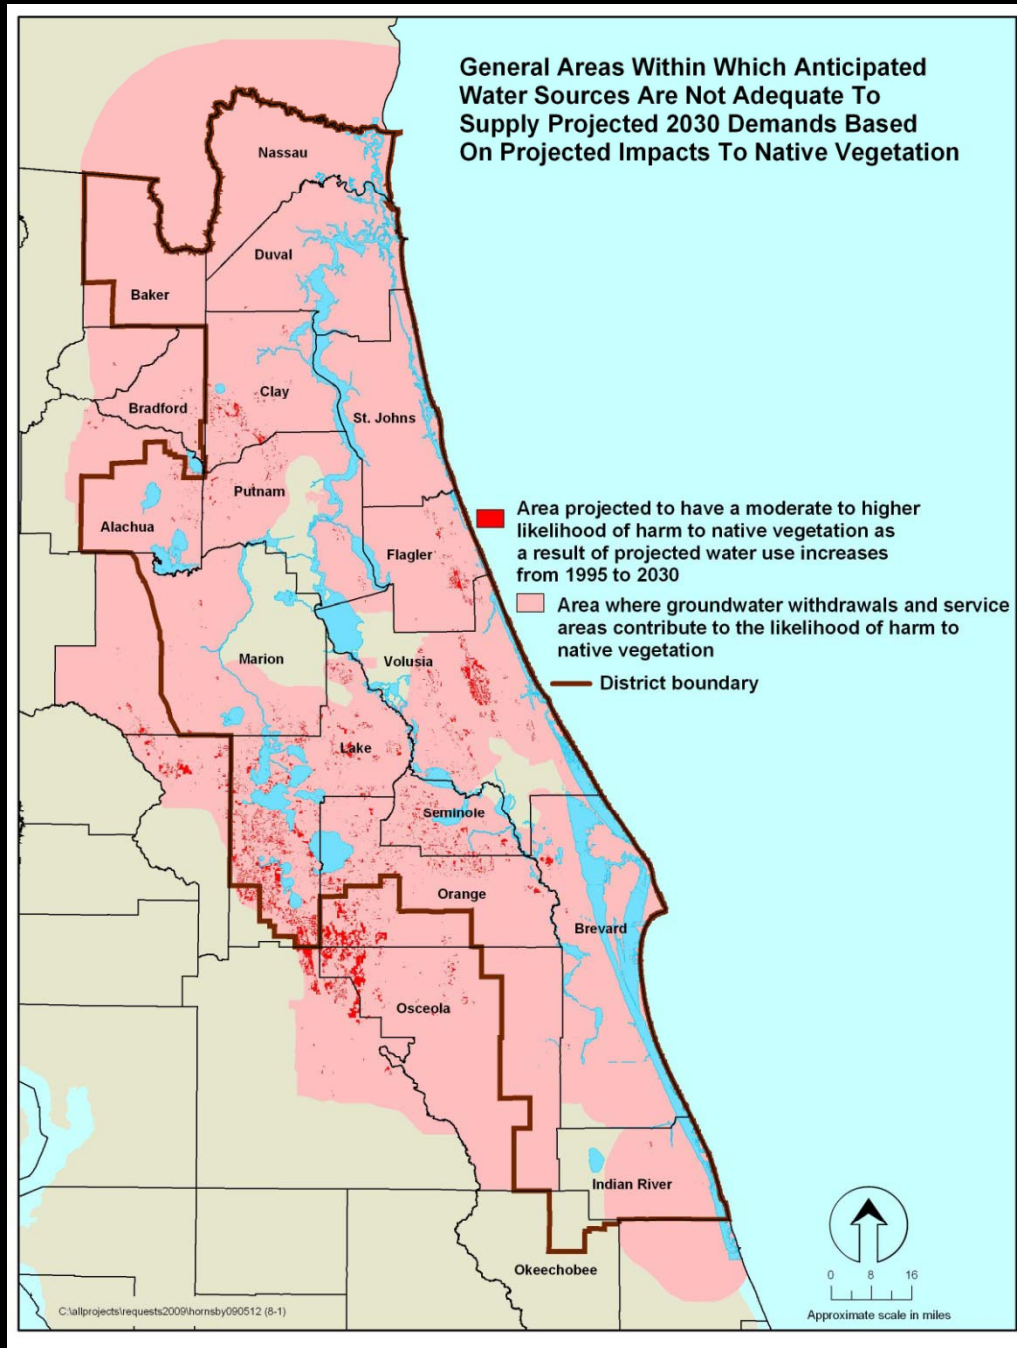 General Areas Within Which Anticipated
Water Sources Are Not Adequate To
Supply Projected 2030 Demands Based
On Projected Impacts To Native Vegetation
Nassau
Duval
Baker
Clay
Bradford
St. Johns
Putnam
Alachua
Flagler
Area projected to have a moderate to higher
likelihood of harm to native vegetation as
a result of projected water use increases
from 1995 to 2030
Area where groundwater withdrawals and service
areas contribute to the likelihood of harm to
native vegetation
District boundary
Marion
Volusia
Lake
Seminole
Orange
Brevard
Osceola
Indian River
Okeechobee
0 8 16
Approximate scale in miles
C:\allprojects\requests2009\hornsby090512 (8-1)